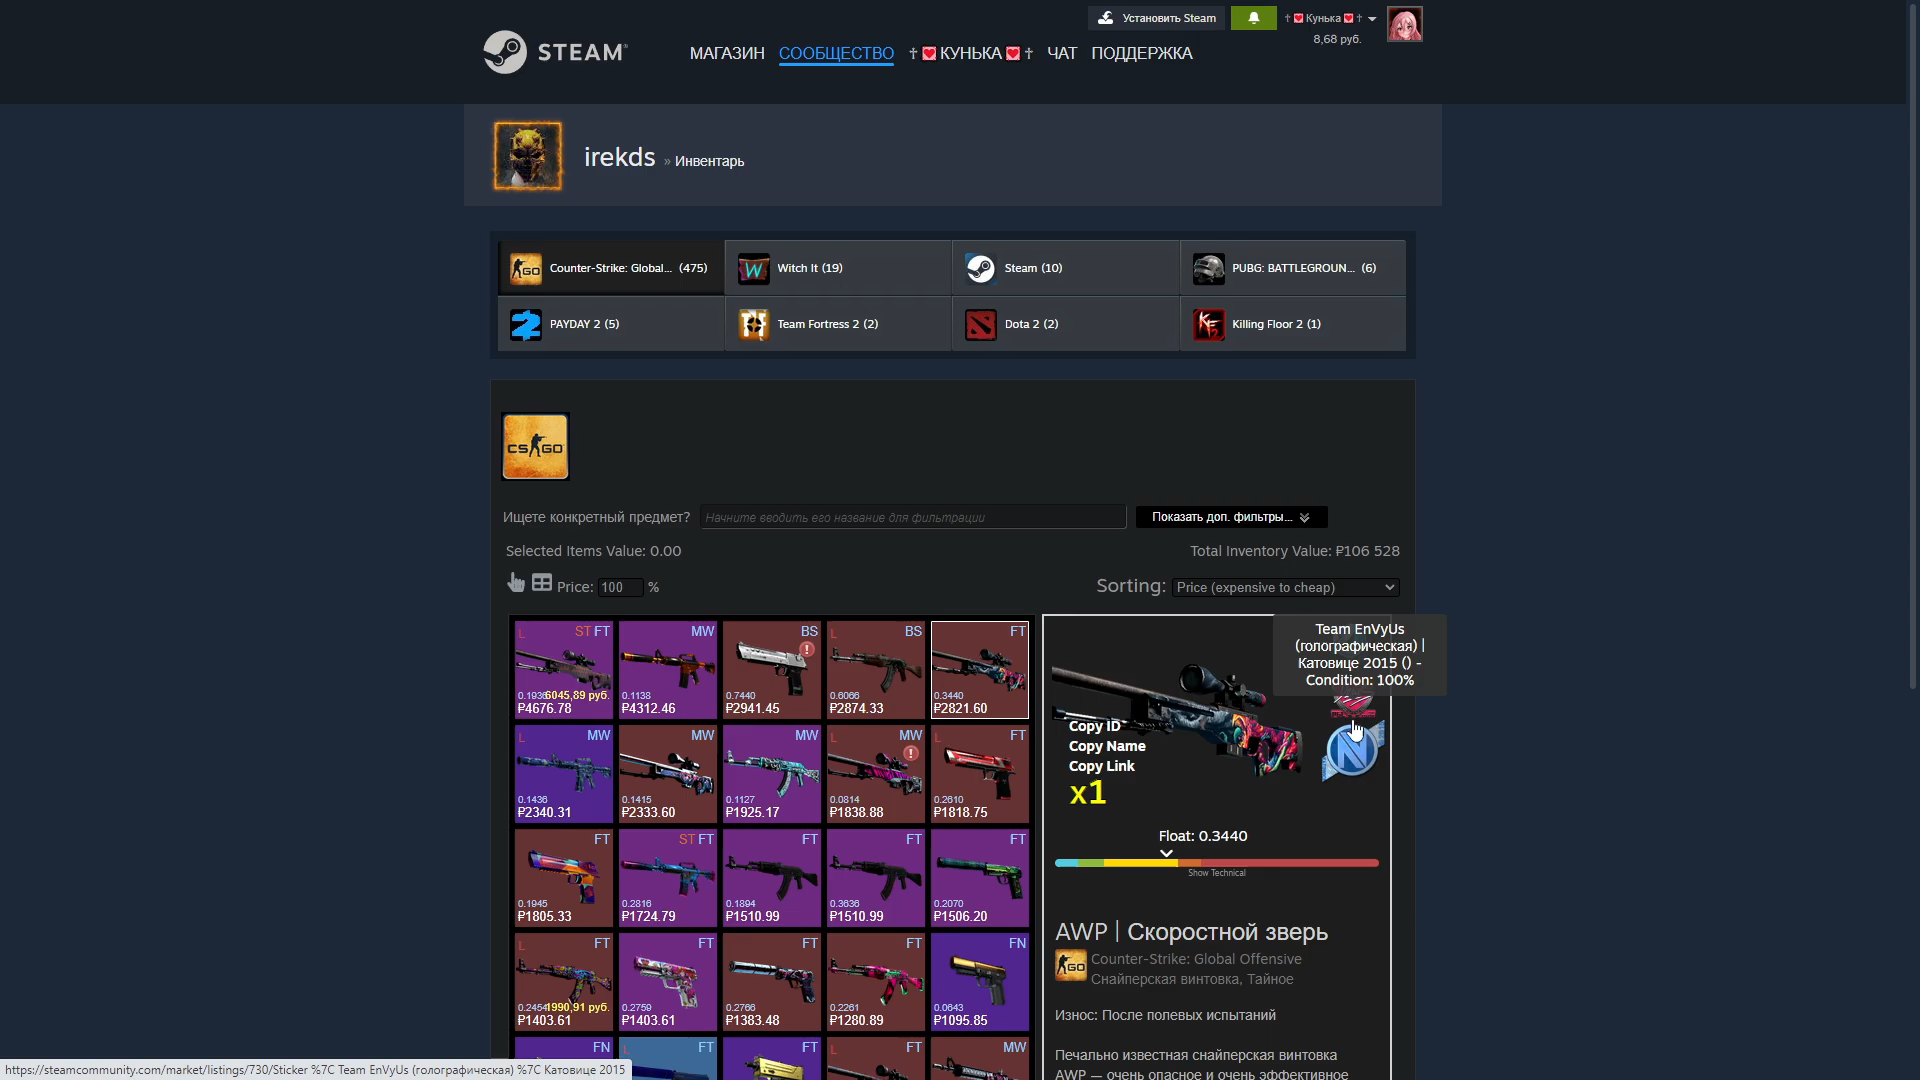 Установить Steam
† Кунька †
8,68 руб.
STEAM
МАГАЗИН СООБЩЕСТВО † КУНЬКА † ЧАТ ПОДДЕРЖКА
irekds » Инвентарь
Counter-Strike: Global... (475)
Witch It (19)
Steam (10)
PUBG: BATTLEGROUN... (6)
PAYDAY 2 (5)
Team Fortress 2 (2)
Dota 2 (2)
Killing Floor 2 (1)
CS GO
Ищете конкретный предмет? Начните вводить его название для фильтрации
Показать доп. фильтры...
Selected Items Value: 0.00
Total Inventory Value: ₽106 528
Price: 100 %
Sorting: Price (expensive to cheap)
L ST FT
0.1936 6045,89 руб.
₽4676.78
MW
0.1138
₽4312.46
BS
0.7440
₽2941.45
L BS
0.6066
₽2874.33
FT
0.3440
₽2821.60
L MW
0.1436
₽2340.31
MW
0.1415
₽2333.60
MW
0.1127
₽1925.17
L MW
0.0814
₽1838.88
L FT
0.2610
₽1818.75
FT
0.1945
₽1805.33
ST FT
0.2816
₽1724.79
FT
0.1894
₽1510.99
FT
0.3636
₽1510.99
FT
0.2070
₽1506.20
L FT
0.2454 1990,91 руб.
₽1403.61
FT
0.2759
₽1403.61
FT
0.2766
₽1383.48
FT
0.2261
₽1280.89
FN
0.0643
₽1095.85
FN
L FT
FT
L FT
MW
Team EnVyUs
(голографическая) |
Катовице 2015 () -
Condition: 100%
Copy ID
Copy Name
Copy Link
x1
Float: 0.3440
Show Technical
AWP | Скоростной зверь
Counter-Strike: Global Offensive
Снайперская винтовка, Тайное
Износ: После полевых испытаний
Печально известная снайперская винтовка
AWP — очень опасное и очень эффективное
https://steamcommunity.com/market/listings/730/Sticker %7C Team EnVyUs (голографическая) %7C Катовице 2015